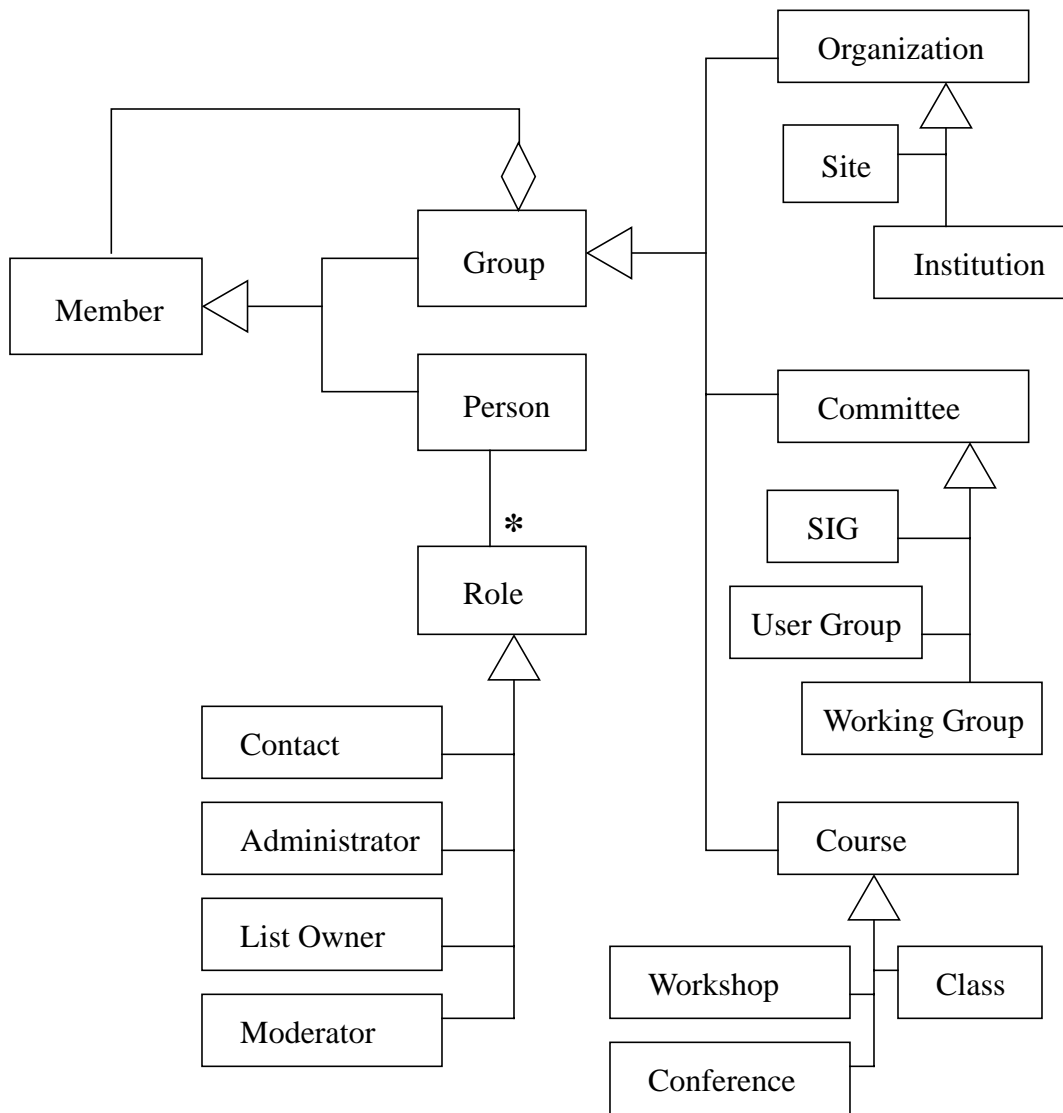 Organization
Site
Institution
Group
Member
Person
Committee
*
SIG
Role
User Group
Working Group
Contact
Administrator
Course
List Owner
Workshop
Class
Moderator
Conference